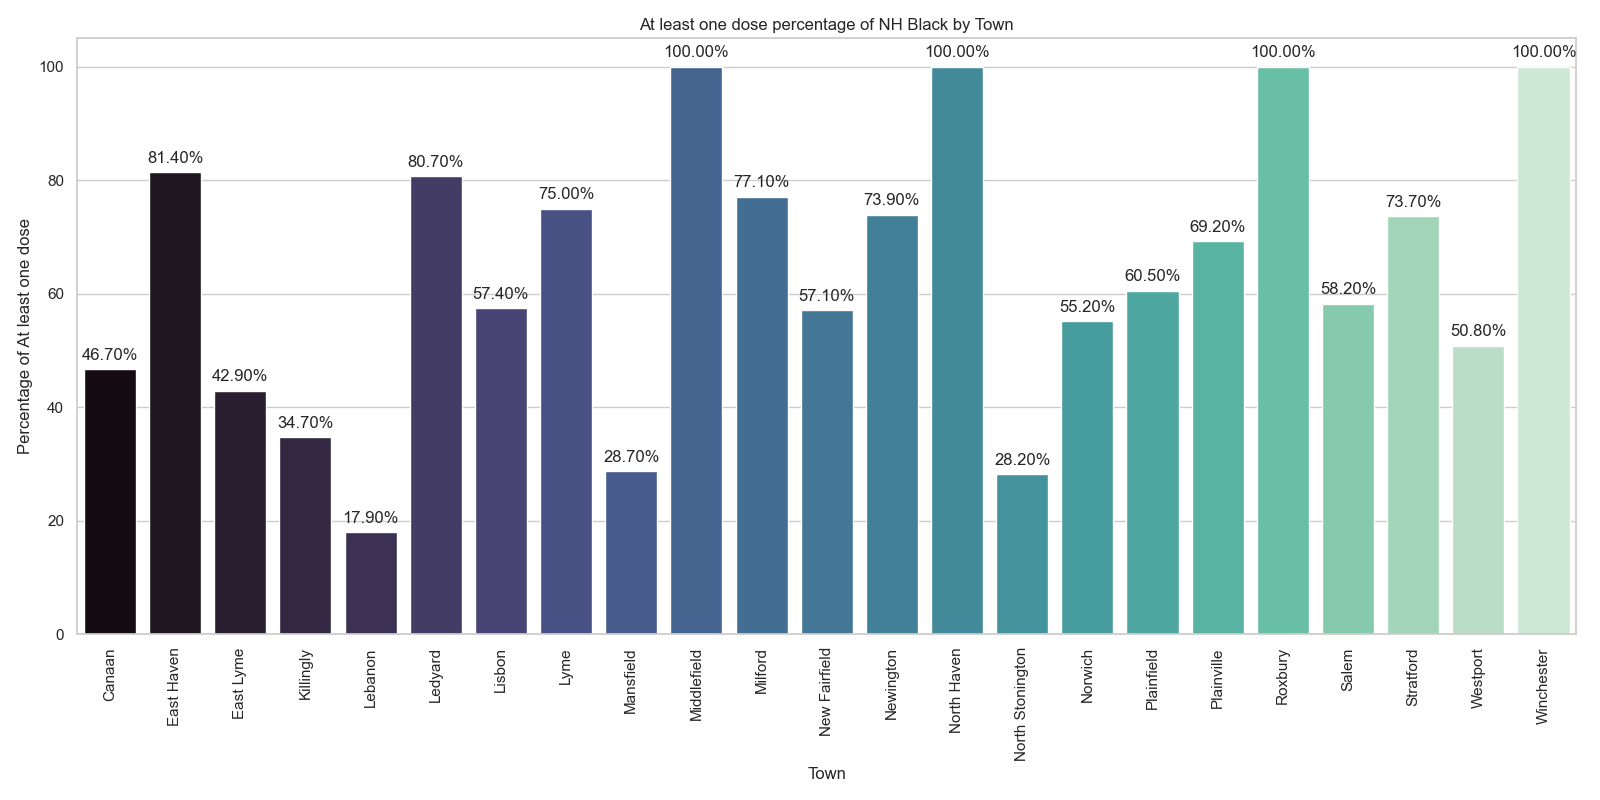 At least one dose percentage of NH Black by Town
Percentage of At least one dose
100
80
60
40
20
0
46.70%
81.40%
42.90%
34.70%
17.90%
80.70%
57.40%
75.00%
28.70%
100.00%
77.10%
57.10%
73.90%
100.00%
28.20%
55.20%
60.50%
69.20%
100.00%
58.20%
73.70%
50.80%
100.00%
Canaan
East Haven
East Lyme
Killingly
Lebanon
Ledyard
Lisbon
Lyme
Mansfield
Middlefield
Milford
New Fairfield
Newington
North Haven
North Stonington
Norwich
Plainfield
Plainville
Roxbury
Salem
Stratford
Westport
Winchester
Town